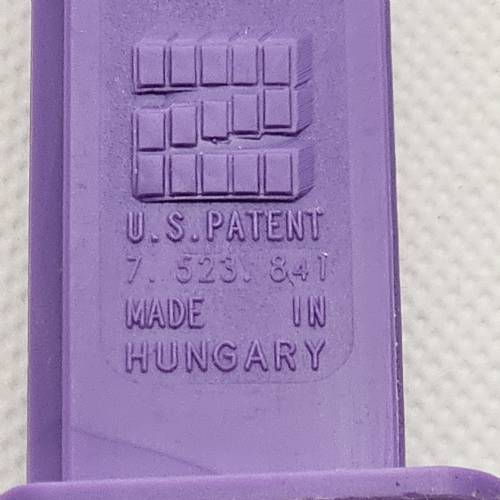 U.S.PATENT
7. 523. 841
MADE IN
HUNGARY